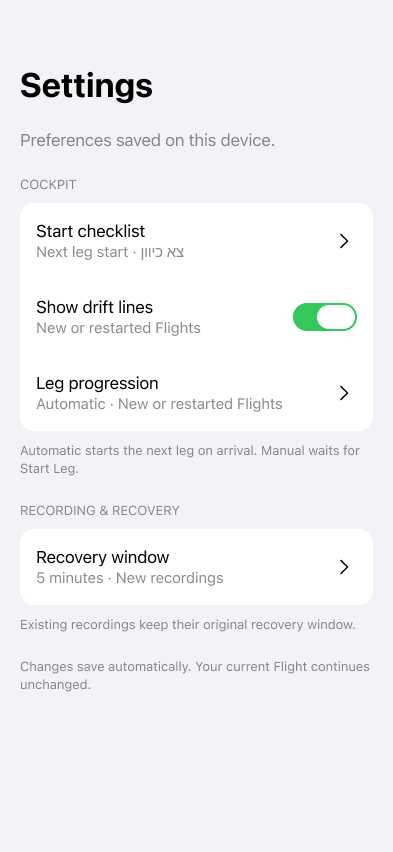 Settings
Preferences saved on this device.
COCKPIT
Start checklist
Next leg start · צא כיוון
Show drift lines
New or restarted Flights
Leg progression
Automatic · New or restarted Flights
Automatic starts the next leg on arrival. Manual waits for
Start Leg.
RECORDING & RECOVERY
Recovery window
5 minutes · New recordings
Existing recordings keep their original recovery window.
Changes save automatically. Your current Flight continues
unchanged.